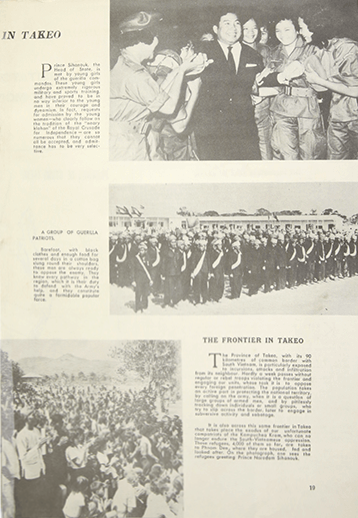 IN TAKEO
Prince Sihanouk, the
Head of State, is
met by young girls
of the guerilla com-
mandos. These young girls
undergo extremely vigorous
military and sports training,
and have proved to be in
no way inferior to the young
men in their courage and
dynamism. In fact, requests
for admission by the young
women—who clearly follow on
the tradition of the
of the Royal Crusade
for Independence—are so
numerous that they cannot
all be accepted, and admit-
tance has to be very selec-
tive.
A GROUP OF GUERILLA
PATRIOTS.
Barefoot, with black
clothes and enough food for
several days in a cotton bag
slung round their shoulders,
these men are always ready
to oppose the enemy. They
know every pathway in the
region, which it is their duty
to defend with the Army's
help, and they constitute
quite a formidable popular
force.
THE FRONTIER IN TAKEO
The Province of Takeo, with its 90
kilometres of common border with
South Vietnam, is particularly exposed
to incursions, attacks and infiltration
from its neighbour. Hardly a week passes without
regular or rebel troops violating the frontier and
engaging our units, whose task it is to oppose
every foreign penetration. The population takes
an active part in protecting the national territory,
by calling on the army, when it is a question of
large groups of armed men, and by pitilessly
tracking down individuals or small groups, who
try to slip across the border, later to engage in
subversive activity and sabotage.
It is also across this same frontier in Takeo
that takes place the exodus of our unfortunate
compatriots of the Kampuchea Krom, who can no
longer endure the South-Vietnamese oppression.
These refugees, of them so far, are taken
to Phnom Den, where they are housed, fed and
looked after. On the photograph, one sees the
refugees greeting Prince Norodom Sihanouk.
19